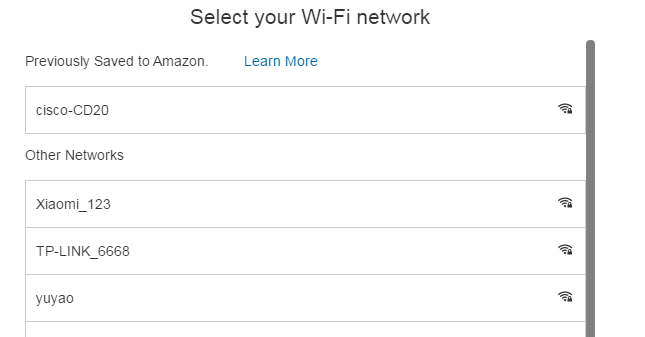 Select your Wi-Fi network
Previously Saved to Amazon. Learn More
cisco-CD20
Other Networks
Xiaomi_123
TP-LINK_6668
yuyao